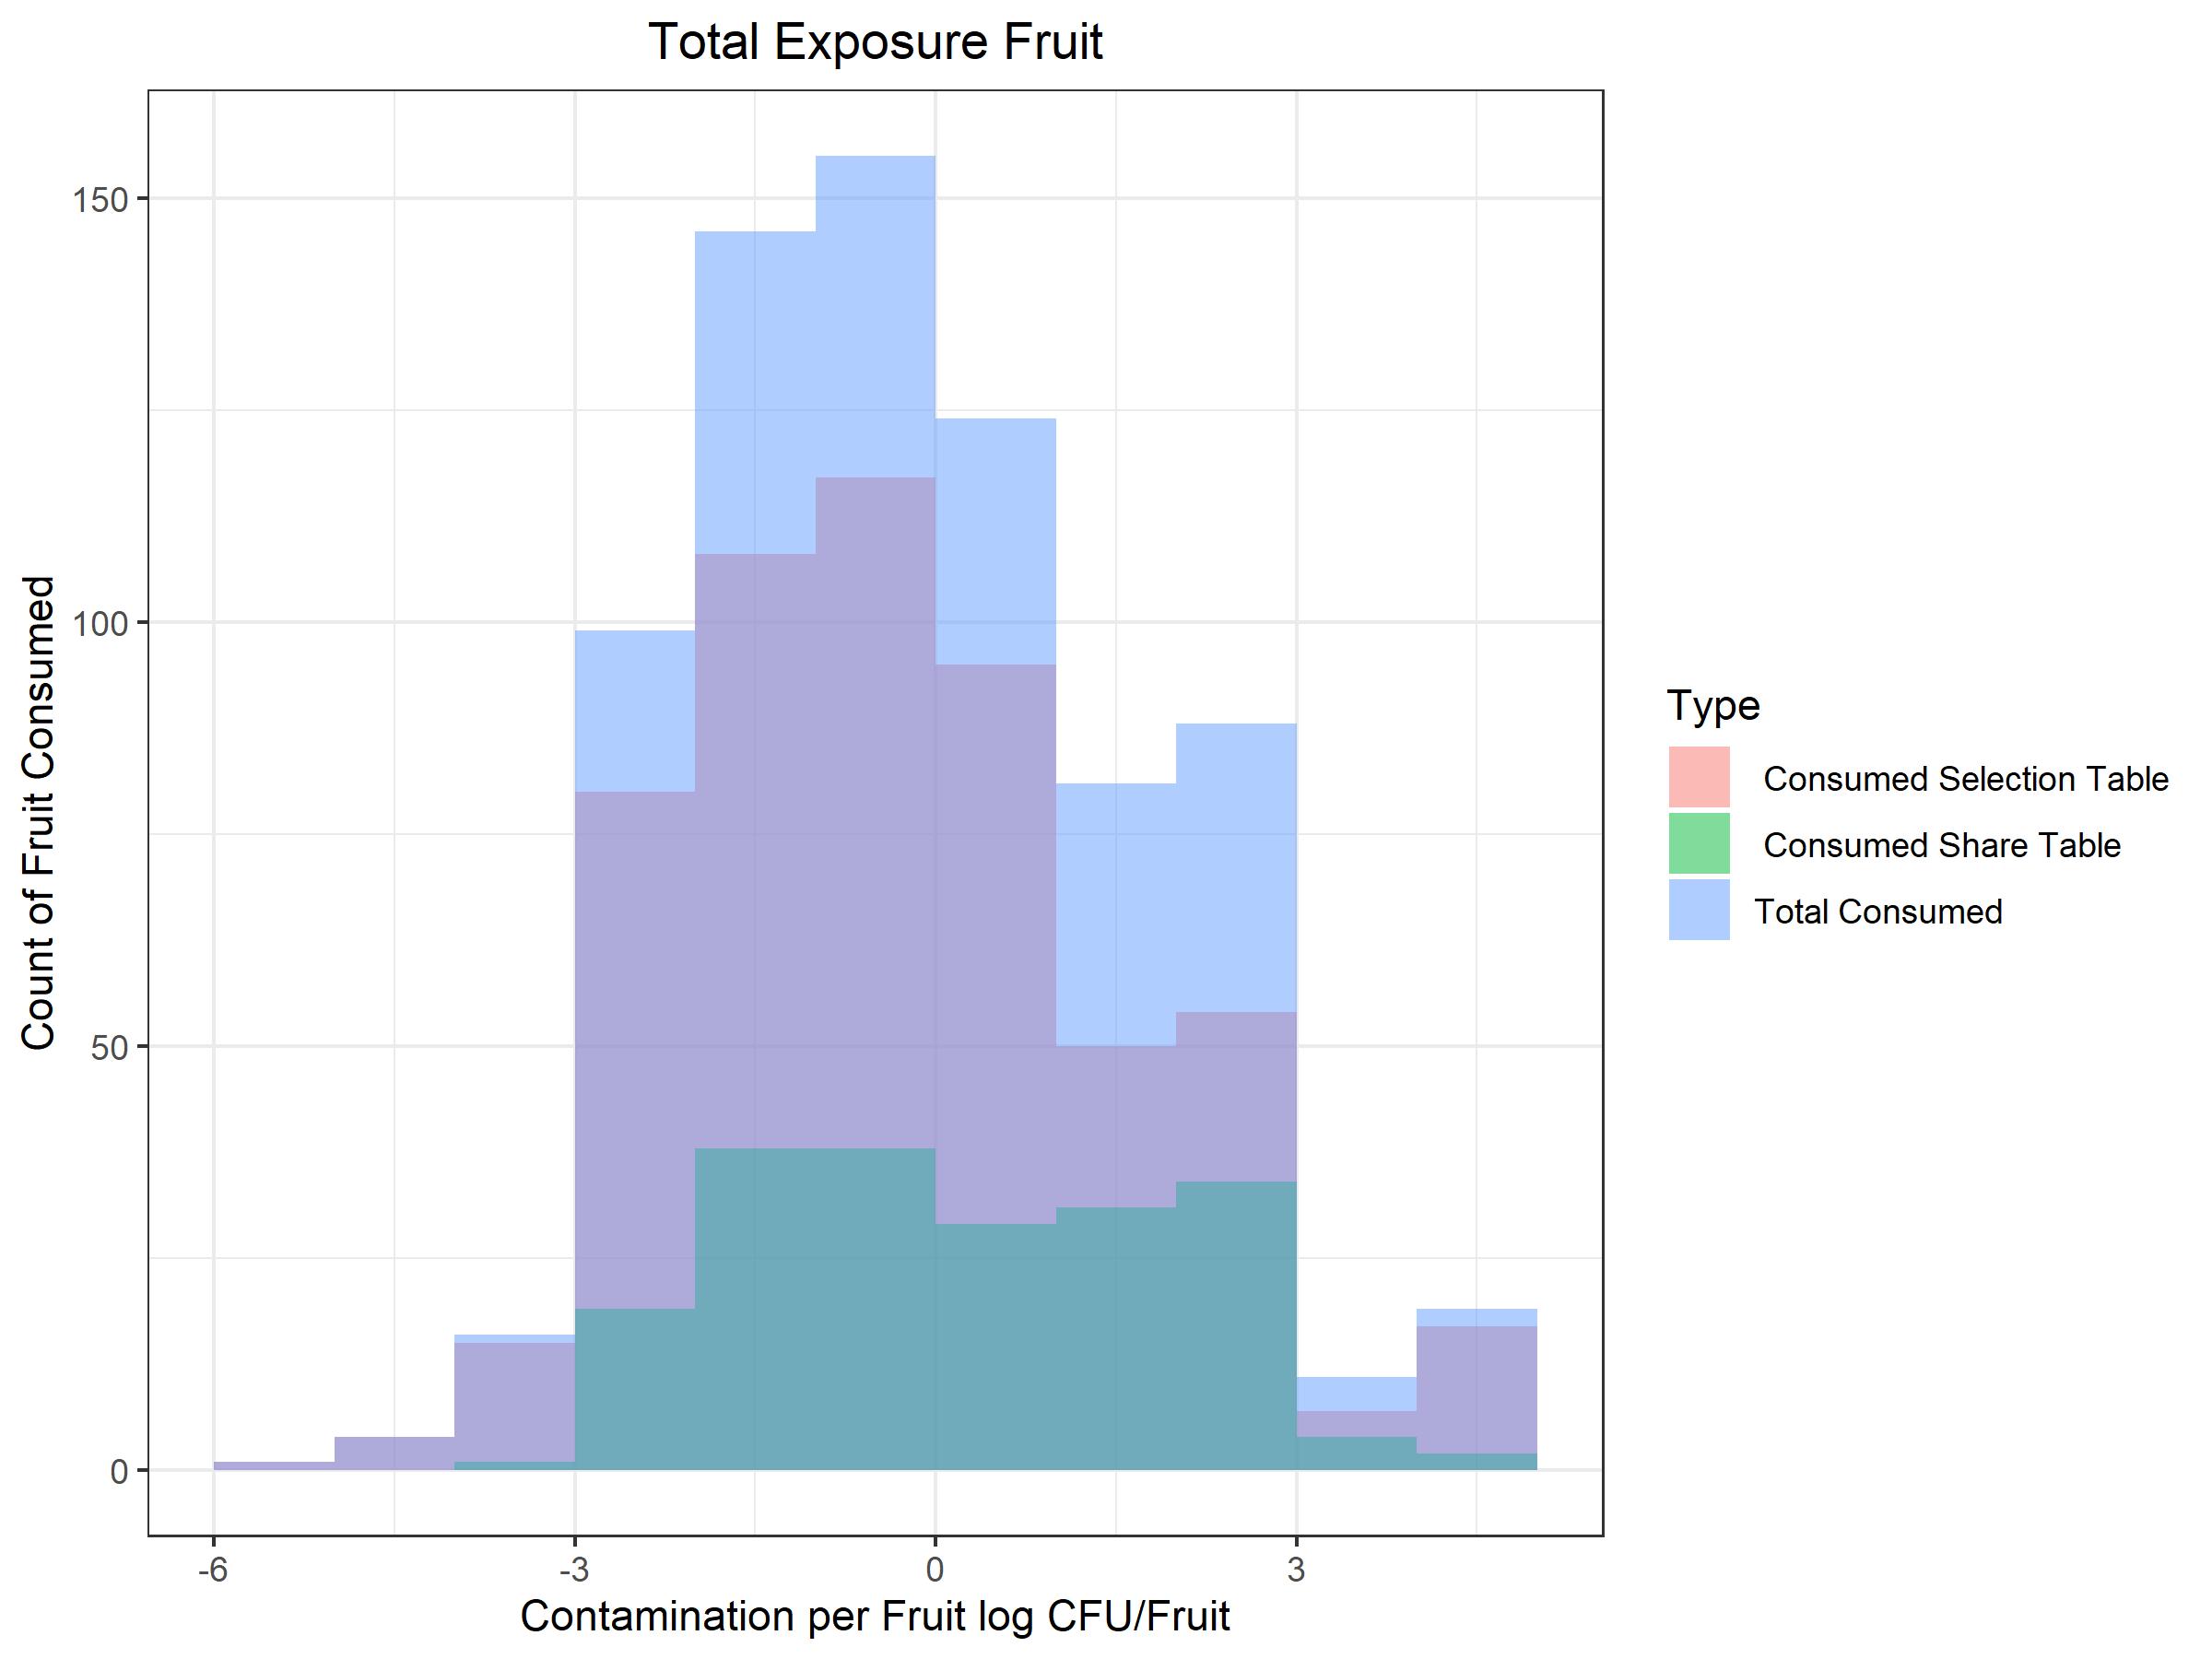 Total Exposure Fruit
150
100
50
0
Count of Fruit Consumed
-6 -3 0 3
Contamination per Fruit log CFU/Fruit
Type
Consumed Selection Table
Consumed Share Table
Total Consumed